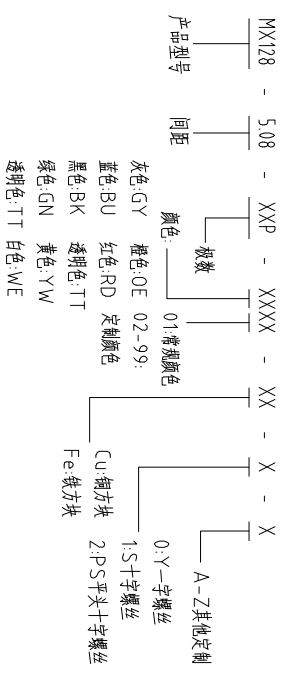 MX128 - 5.08 - XXP - XXXX - XX - X - X
产品型号
间距
极数
颜色:
01:常规颜色
02-99:
定制颜色
灰色:GY 橙色:OE
蓝色:BU 红色:RD
黑色:BK 透明色:TT
绿色:GN 黄色:YW
透明色:TT 白色:WE
Cu:铜方块
Fe:铁方块
0:Y一字螺丝
1:S十字螺丝
2:PS平头十字螺丝
A-Z其他定制